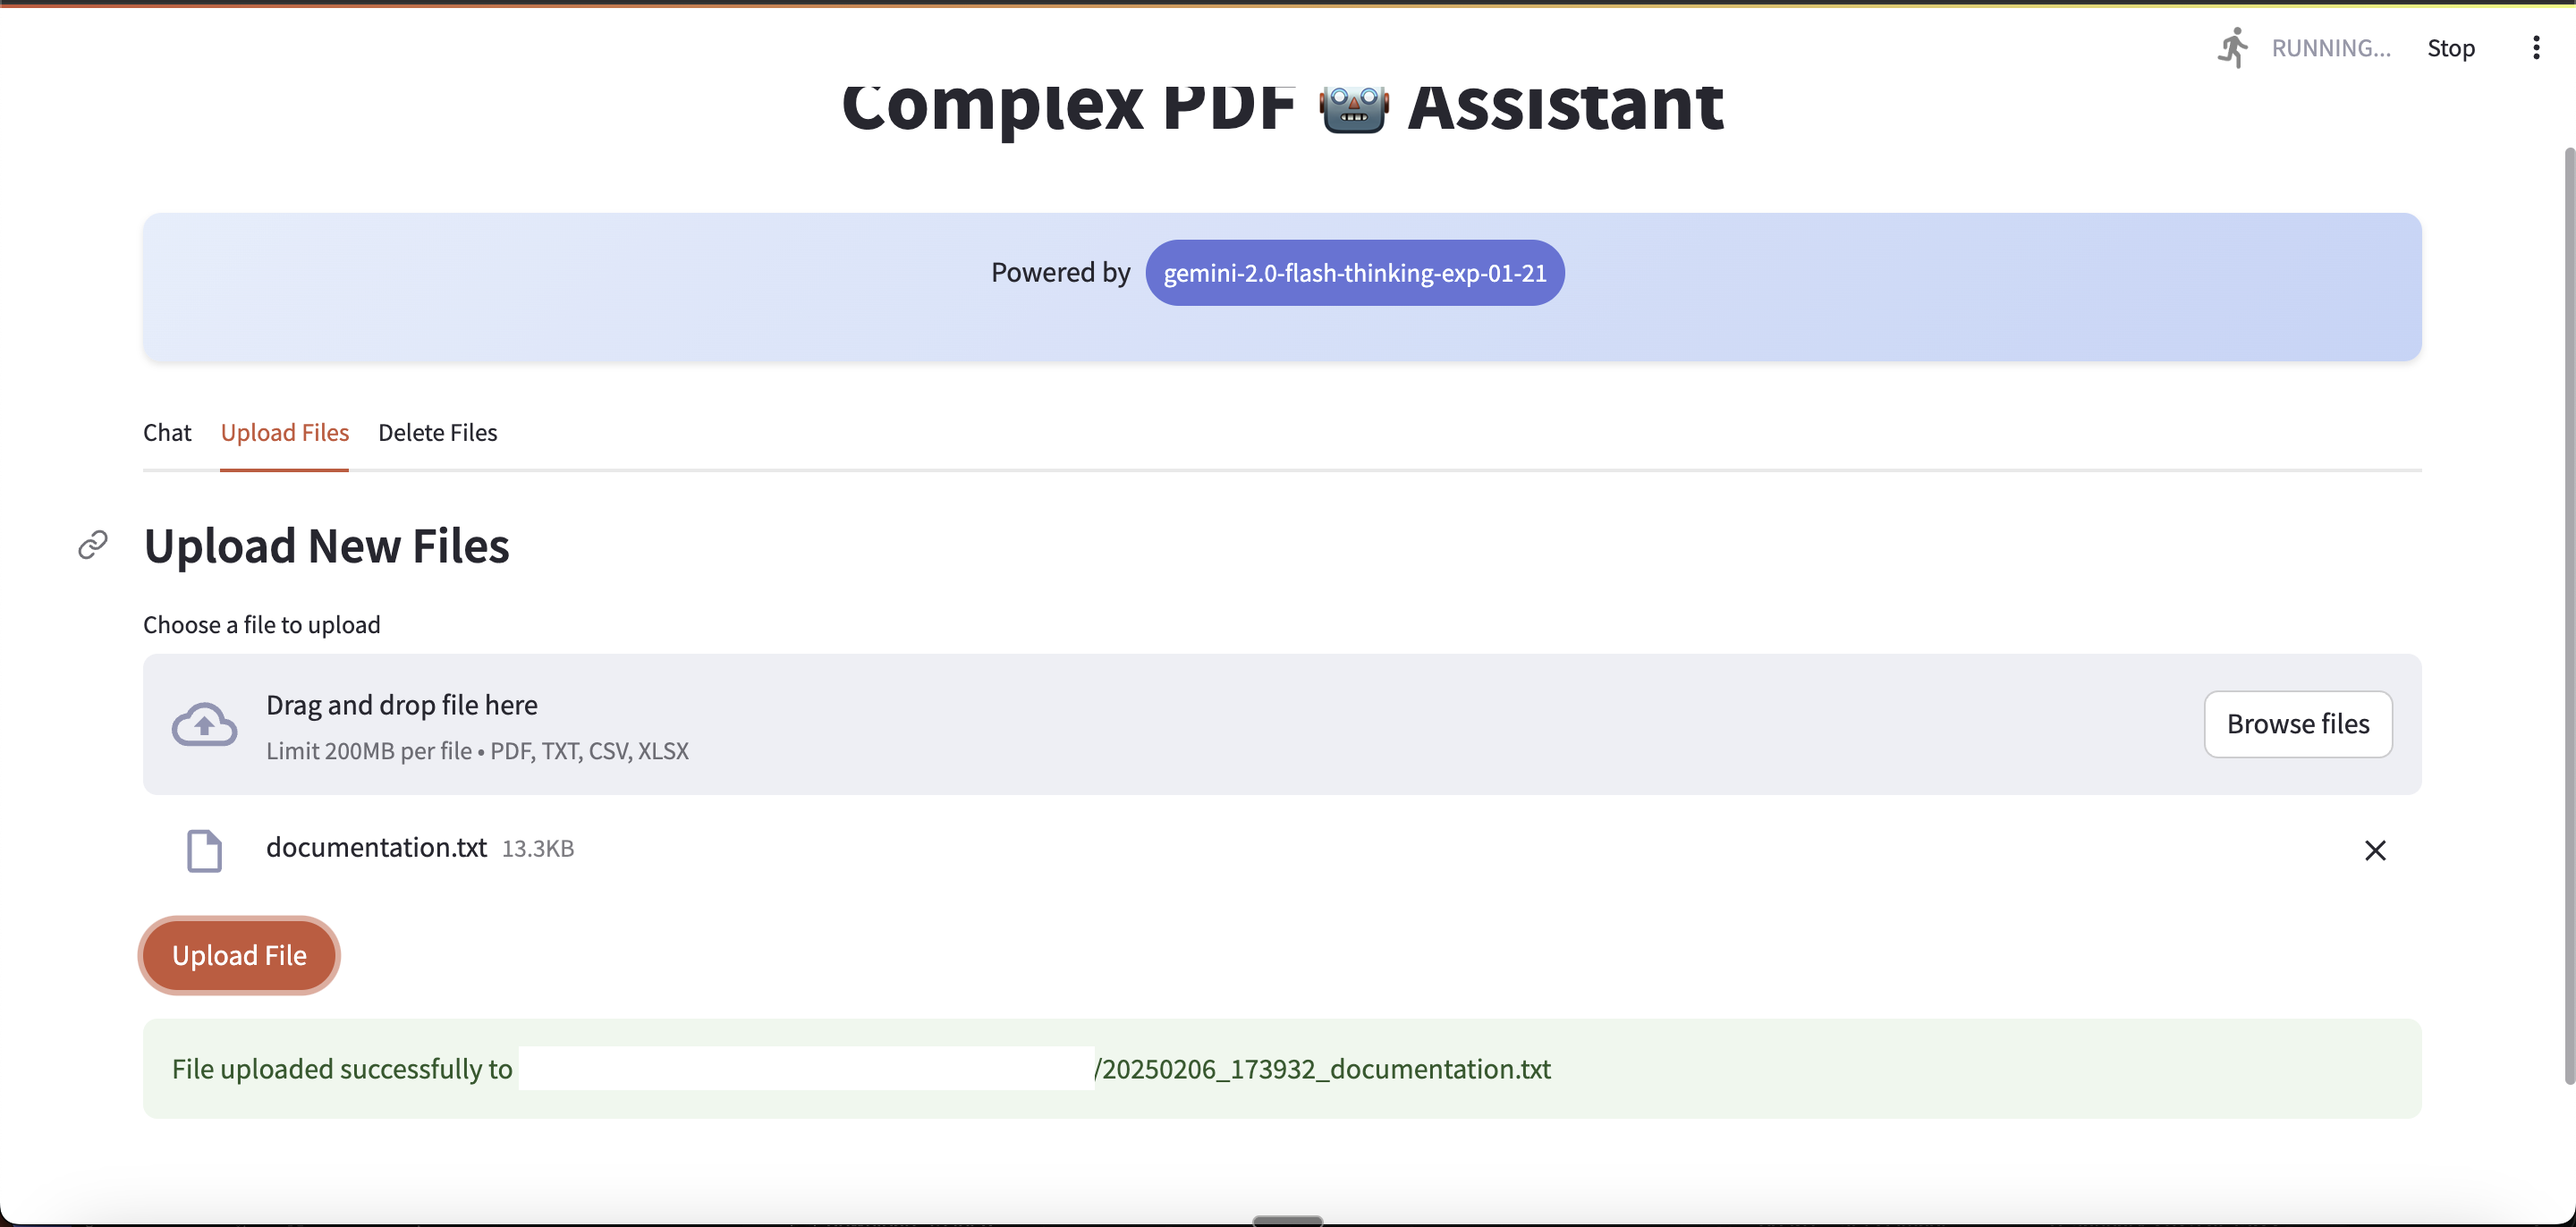 RUNNING...
Stop
Complex PDF 🤖 Assistant
Powered by gemini-2.0-flash-thinking-exp-01-21
Chat Upload Files Delete Files
Upload New Files
Choose a file to upload
Drag and drop file here
Limit 200MB per file • PDF, TXT, CSV, XLSX
Browse files
documentation.txt 13.3KB
Upload File
File uploaded successfully to /20250206_173932_documentation.txt